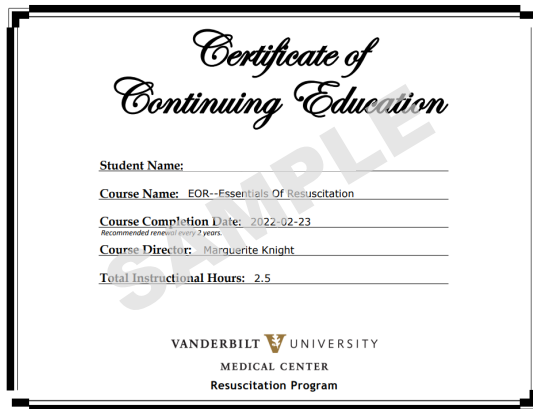 Certificate of
Continuing Education
SAMPLE
Student Name:
Course Name: EOR--Essentials Of Resuscitation
Course Completion Date: 2022-02-23
Recommended renewal every 2 years.
Course Director: Marguerite Knight
Total Instructional Hours: 2.5
VANDERBILT UNIVERSITY
MEDICAL CENTER
Resuscitation Program